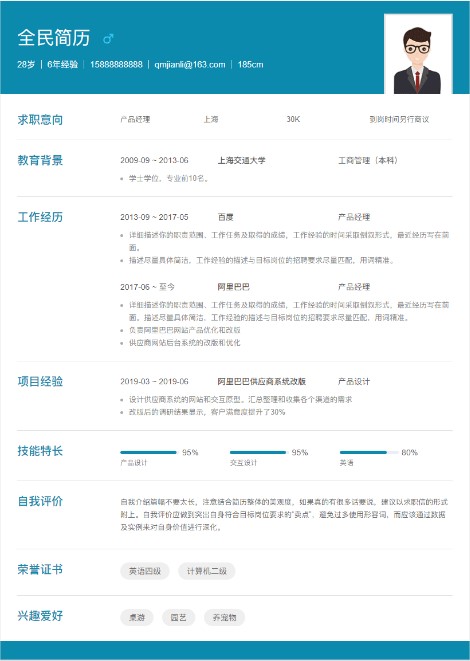 全民简历
28岁 | 6年经验 | 15888888888 | qmjianli@163.com | 185cm
求职意向 产品经理 上海 30K 到岗时间另行商议
教育背景 2009-09 ~ 2013-06 上海交通大学 工商管理（本科）
学士学位，专业前10名。
工作经历 2013-09 ~ 2017-05 百度 产品经理
详细描述你的职责范围、工作任务及取得的成绩，工作经验的时间采取倒叙形式，最近经历写在前
面。
描述尽量具体简洁，工作经验的描述与目标岗位的招聘要求尽量匹配，用词精准。
2017-06 ~ 至今 阿里巴巴 产品经理
详细描述你的职责范围、工作任务及取得的成绩，工作经验的时间采取倒叙形式，最近经历写在前
面。描述尽量具体简洁，工作经验的描述与目标岗位的招聘要求尽量匹配，用词精准。
负责阿里巴巴网站产品优化和改版
供应商网站后台系统的改版和优化
项目经验 2019-03 ~ 2019-06 阿里巴巴供应商系统改版 产品设计
设计供应商系统的网站和交互原型。汇总整理和收集各个渠道的需求
改版后的调研结果显示，客户满意度提升了30%
技能特长 95% 95% 80%
产品设计 交互设计 英语
自我评价 自我介绍篇幅不要太长，注意结合简历整体的美观度，如果真的有很多话要说，建议以求职信的形式
附上。自我评价应做到突出自身符合目标岗位要求的“卖点”，避免过多使用形容词，而应该通过数据
及实例来对自身价值进行深化。
荣誉证书 英语四级 计算机二级
兴趣爱好 桌游 园艺 养宠物